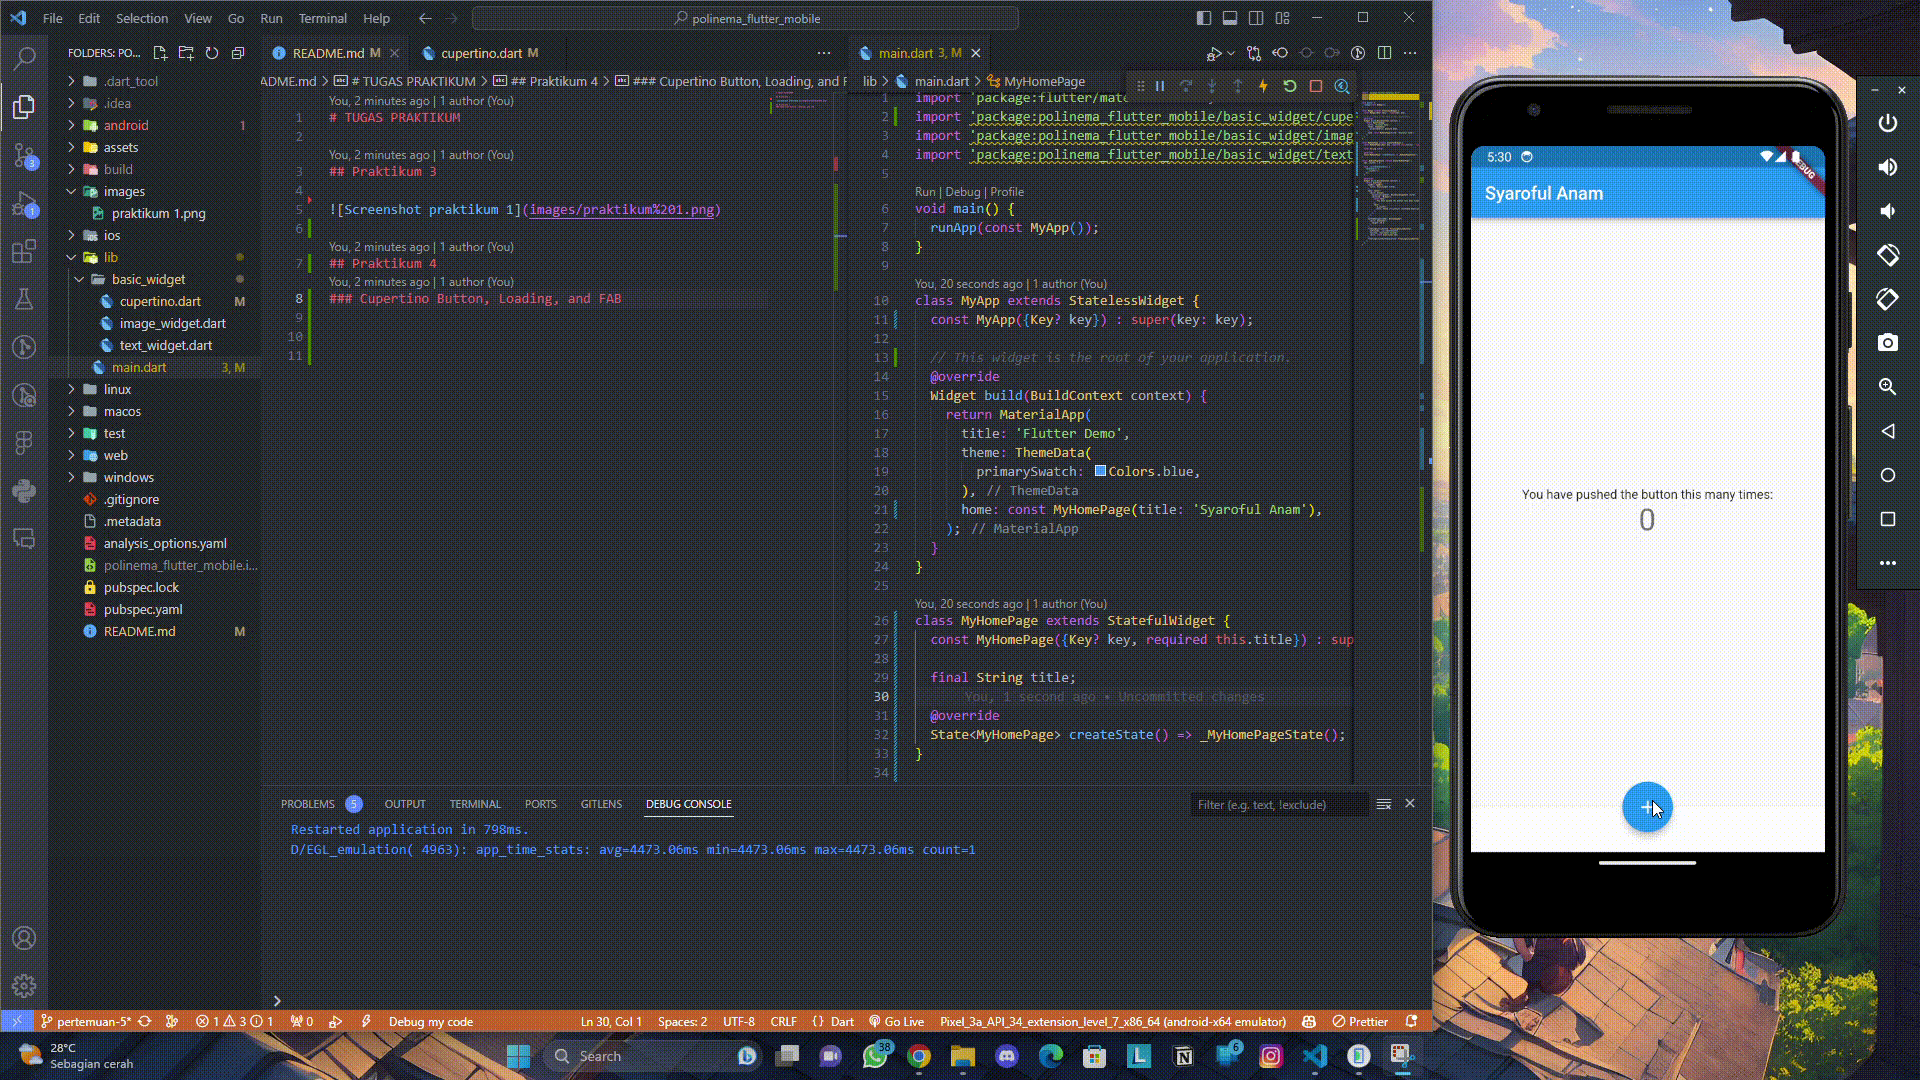 File Edit Selection View Go Run Terminal Help
polinema_flutter_mobile
FOLDERS: PO...
.dart_tool
.idea
android 1
assets
build
images
praktikum 1.png
ios
lib
basic_widget
cupertino.dart M
image_widget.dart
text_widget.dart
main.dart 3, M
linux
macos
test
web
windows
.gitignore
.metadata
analysis_options.yaml
polinema_flutter_mobile.i...
pubspec.lock
pubspec.yaml
README.md M
3
1
README.md M
cupertino.dart M
ADME.md > # TUGAS PRAKTIKUM > ## Praktikum 4 > ### Cupertino Button, Loading, and F
You, 2 minutes ago | 1 author (You)
1 # TUGAS PRAKTIKUM
2
You, 2 minutes ago | 1 author (You)
3 ## Praktikum 3
4
5 ![Screenshot praktikum 1](images/praktikum%201.png)
6
You, 2 minutes ago | 1 author (You)
7 ## Praktikum 4
You, 2 minutes ago | 1 author (You)
8 ### Cupertino Button, Loading, and FAB
9
10
11
main.dart 3, M
lib > main.dart > MyHomePage
1 import 'package:flutter/mate
2 import 'package:polinema_flutter_mobile/basic_widget/cupe
3 import 'package:polinema_flutter_mobile/basic_widget/imag
4 import 'package:polinema_flutter_mobile/basic_widget/text
5
Run | Debug | Profile
6 void main() {
7 runApp(const MyApp());
8 }
9
You, 20 seconds ago | 1 author (You)
10 class MyApp extends StatelessWidget {
11 const MyApp({Key? key}) : super(key: key);
12
13 // This widget is the root of your application.
14 @override
15 Widget build(BuildContext context) {
16 return MaterialApp(
17 title: 'Flutter Demo',
18 theme: ThemeData(
19 primarySwatch: Colors.blue,
20 ), // ThemeData
21 home: const MyHomePage(title: 'Syaroful Anam'),
22 ); // MaterialApp
23 }
24 }
25
You, 20 seconds ago | 1 author (You)
26 class MyHomePage extends StatefulWidget {
27 const MyHomePage({Key? key, required this.title}) : sup
28
29 final String title;
30 You, 1 second ago • Uncommitted changes
31 @override
32 State<MyHomePage> createState() => _MyHomePageState();
33 }
34
PROBLEMS 5 OUTPUT TERMINAL PORTS GITLENS DEBUG CONSOLE
Filter (e.g. text, !exclude)
Restarted application in 798ms.
D/EGL_emulation( 4963): app_time_stats: avg=4473.06ms min=4473.06ms max=4473.06ms count=1
pertemuan-5* 1 3 1 0 Debug my code
Ln 30, Col 1 Spaces: 2 UTF-8 CRLF {} Dart Go Live Pixel_3a_API_34_extension_level_7_x86_64 (android-x64 emulator) Prettier
5:30
DEBUG
Syaroful Anam
You have pushed the button this many times:
0
28°C
Sebagian cerah
Search
38
6